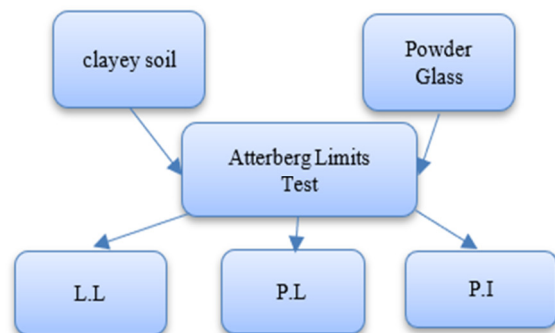 clayey soil
Powder
Glass
Atterberg Limits
Test
L.L
P.L
P.I